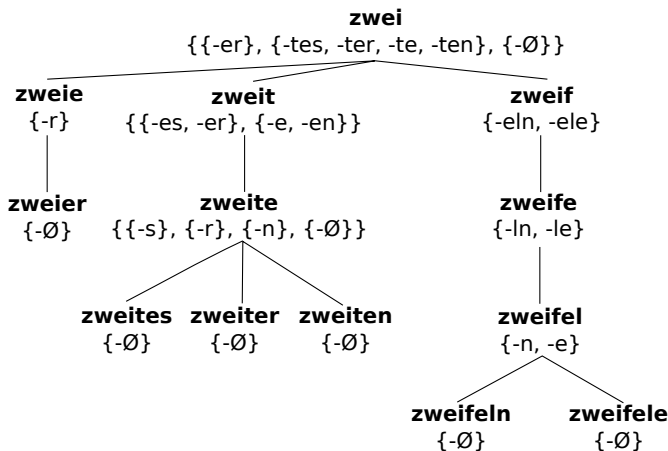 zwei
{{-er}, {-tes, -ter, -te, -ten}, {-Ø}}
zweie zweit zweif
{-r} {{-es, -er}, {-e, -en}} {-eln, -ele}
zweier zweite zweife
{-Ø} {{-s}, {-r}, {-n}, {-Ø}} {-ln, -le}
zweites zweiter zweiten zweifel
{-Ø} {-Ø} {-Ø} {-n, -e}
zweifeln zweifele
{-Ø} {-Ø}